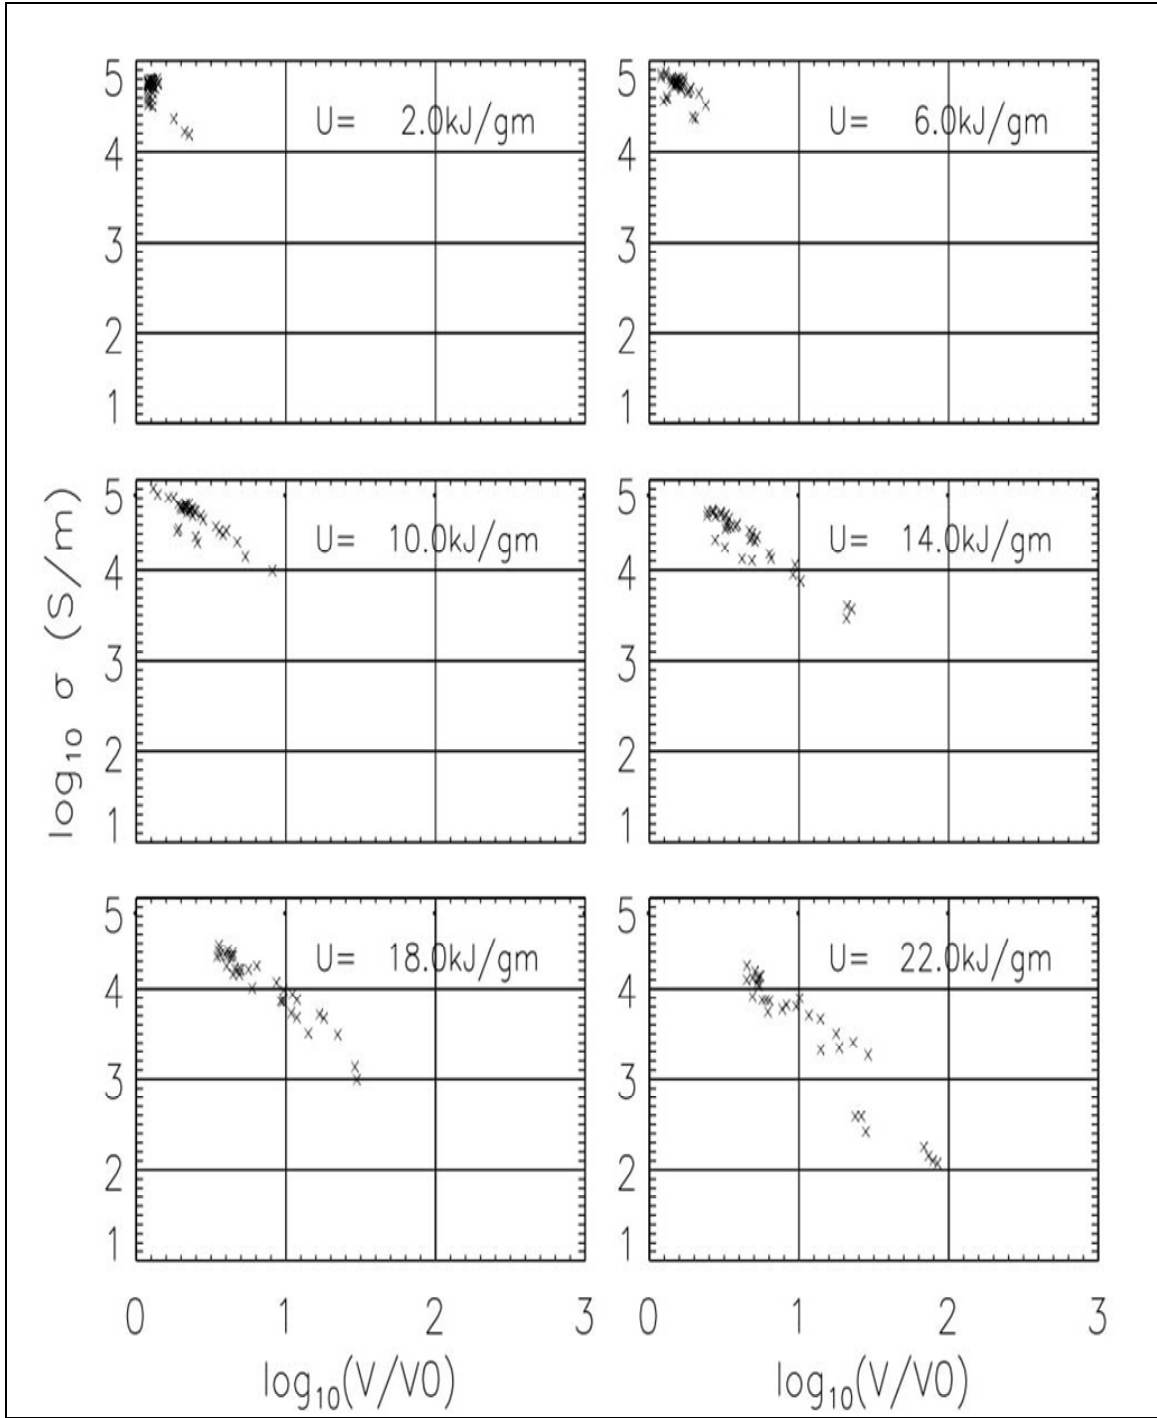 5
4
3
2
1
U= 2.0kJ/gm
5
4
3
2
1
U= 6.0kJ/gm
log₁₀ σ (S/m)
5
4
3
2
1
U= 10.0kJ/gm
5
4
3
2
1
U= 14.0kJ/gm
5
4
3
2
1
U= 18.0kJ/gm
5
4
3
2
1
U= 22.0kJ/gm
0 1 2 3
0 1 2 3
log₁₀(V/V0)
log₁₀(V/V0)